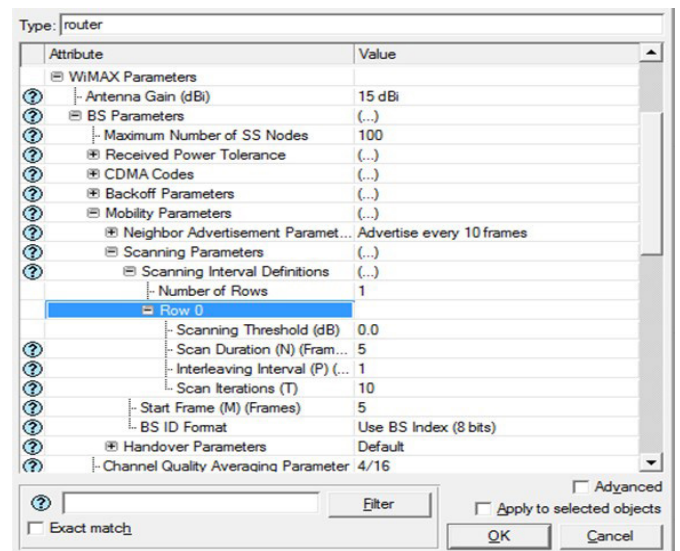 Type: router
Attribute Value
WiMAX Parameters
Antenna Gain (dBi) 15 dBi
BS Parameters (...)
Maximum Number of SS Nodes 100
Received Power Tolerance (...)
CDMA Codes (...)
Backoff Parameters (...)
Mobility Parameters (...)
Neighbor Advertisement Paramet... Advertise every 10 frames
Scanning Parameters (...)
Scanning Interval Definitions (...)
Number of Rows 1
Row 0
Scanning Threshold (dB) 0.0
Scan Duration (N) (Fram... 5
Interleaving Interval (P) (... 1
Scan Iterations (T) 10
Start Frame (M) (Frames) 5
BS ID Format Use BS Index (8 bits)
Handover Parameters Default
Channel Quality Averaging Parameter 4/16
Advanced
Filter Apply to selected objects
Exact match
OK Cancel